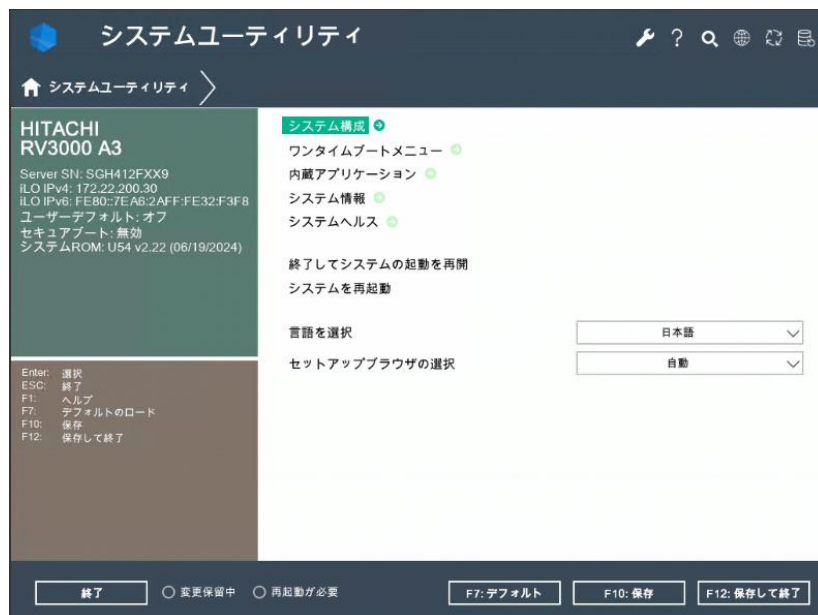 システムユーティリティ
?
システムユーティリティ
HITACHI
RV3000 A3
Server SN: SGH412FXX9
iLO IPv4: 172.22.200.30
iLO IPv6: FE80::7EA6:2AFF:FE32:F3F8
ユーザーデフォルト: オフ
セキュアブート: 無効
システムROM: U54 v2.22 (06/19/2024)
Enter: 選択
ESC: 終了
F1: ヘルプ
F7: デフォルトのロード
F10: 保存
F12: 保存して終了
システム構成
ワンタイムブートメニュー
内蔵アプリケーション
システム情報
システムヘルス
終了してシステムの起動を再開
システムを再起動
言語を選択 日本語
セットアップブラウザの選択 自動
終了 変更保留中 再起動が必要 F7: デフォルト F10: 保存 F12: 保存して終了